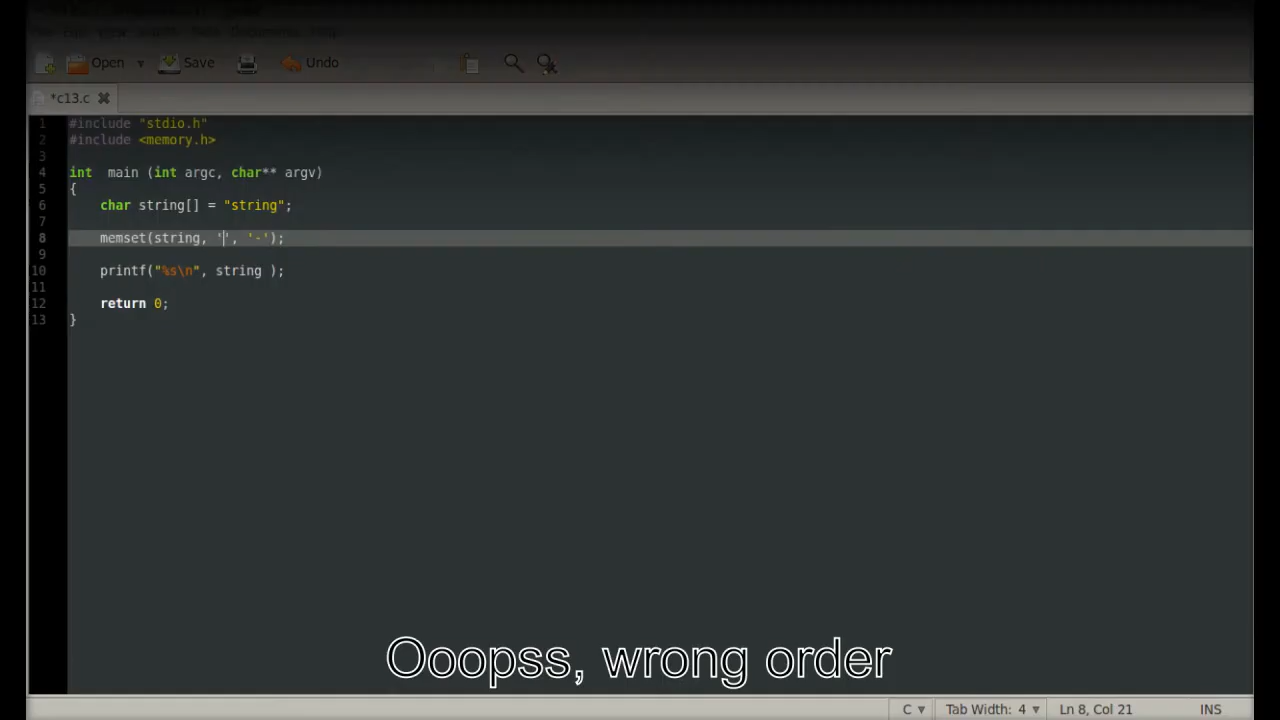 Open
Save
Undo
*c13.c
1 #include "stdio.h"
2 #include <memory.h>
3
4 int  main (int argc, char** argv)
5 {
6     char string[] = "string";
7
8     memset(string, '', '-');
9
10     printf("%s\n", string );
11
12     return 0;
13 }
Ooopss, wrong order
C Tab Width: 4 Ln 8, Col 21 INS